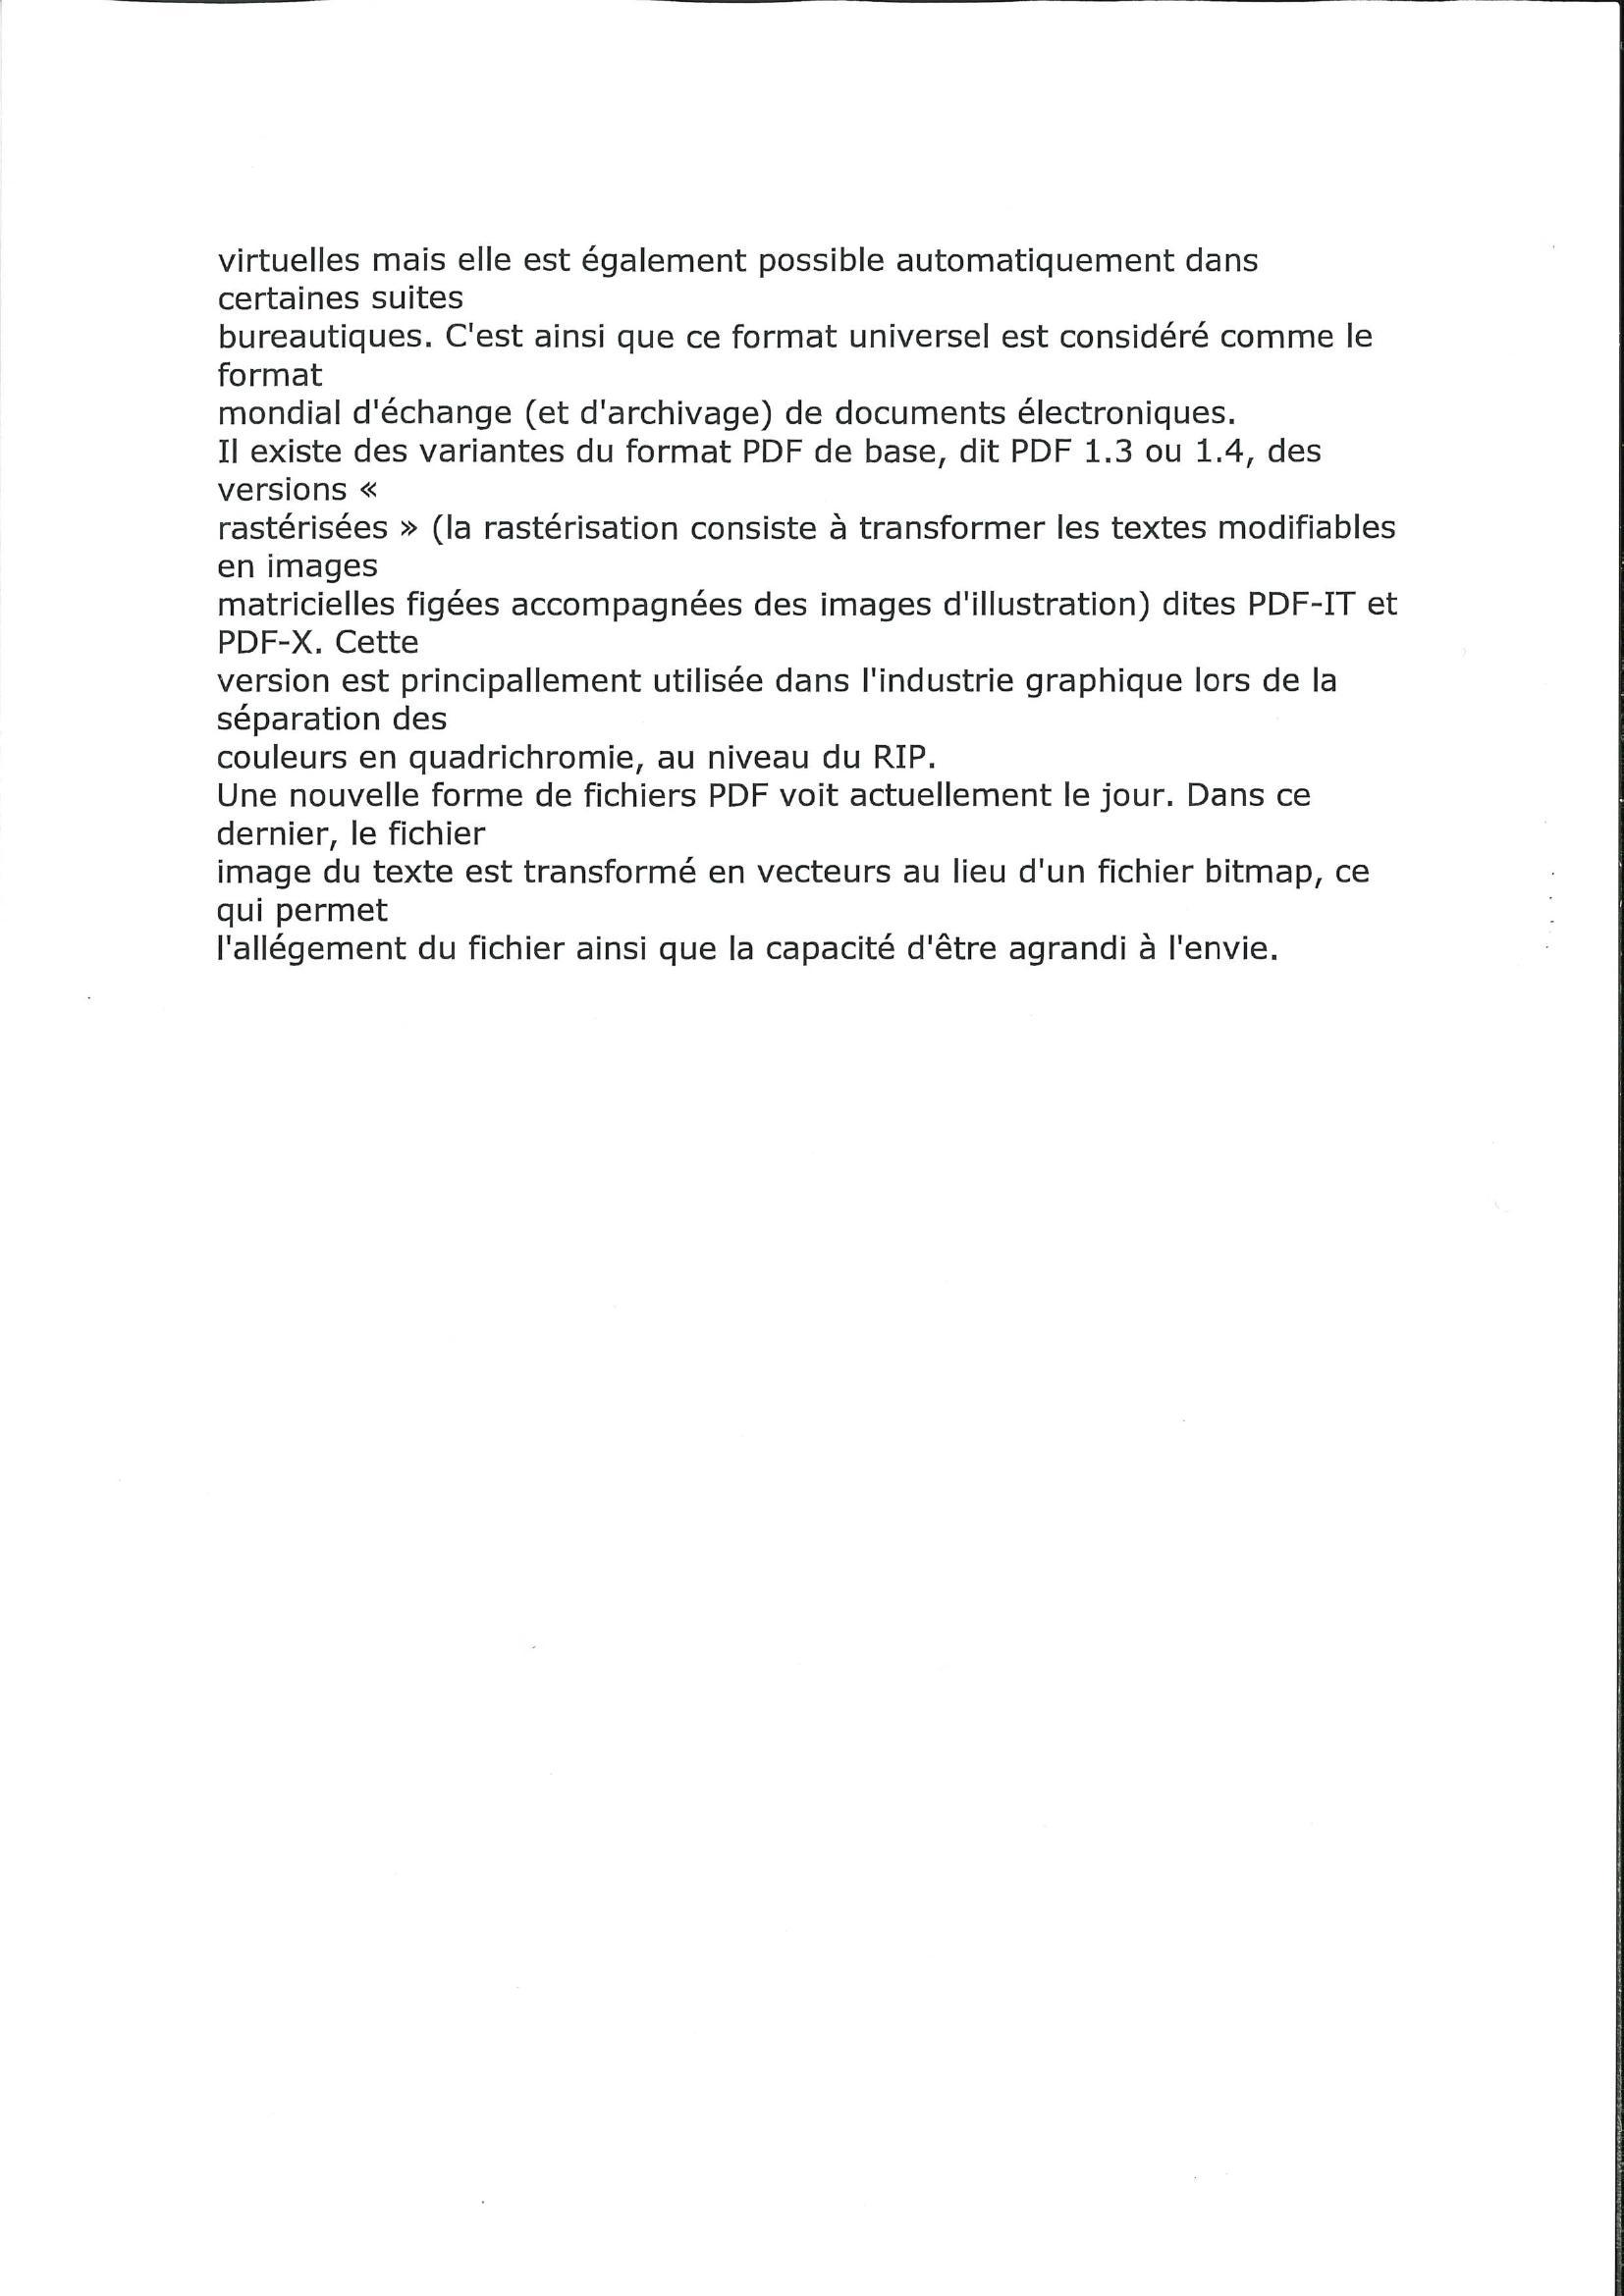 virtuelles mais elle est également possible automatiquement dans
certaines suites
bureautiques. C'est ainsi que ce format universel est considéré comme le
format
mondial d'échange (et d'archivage) de documents électroniques.
Il existe des variantes du format PDF de base, dit PDF 1.3 ou 1.4, des
versions «
rastérisées » (la rastérisation consiste à transformer les textes modifiables
en images
matricielles figées accompagnées des images d'illustration) dites PDF-IT et
PDF-X. Cette
version est principallement utilisée dans l'industrie graphique lors de la
séparation des
couleurs en quadrichromie, au niveau du RIP.
Une nouvelle forme de fichiers PDF voit actuellement le jour. Dans ce
dernier, le fichier
image du texte est transformé en vecteurs au lieu d'un fichier bitmap, ce
qui permet
l'allégement du fichier ainsi que la capacité d'être agrandi à l'envie.